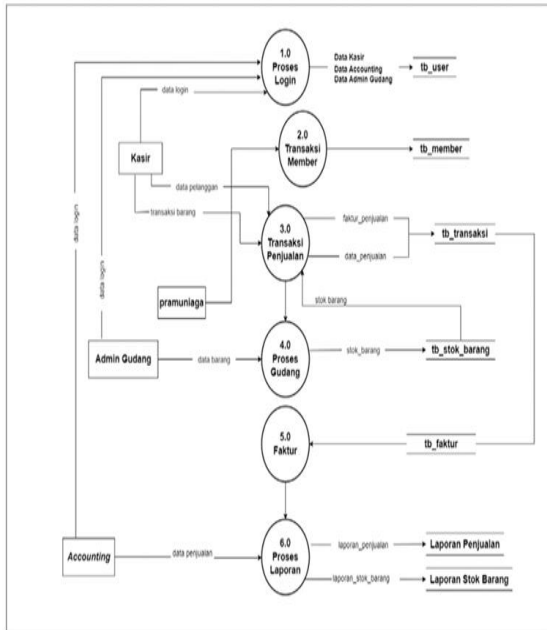 1.0
Proses
Login
Data Kasir
Data Accounting
Data Admin Gudang
tb_user
data login
2.0
Transaksi
Member
tb_member
Kasir
data pelanggan
transaksi barang
3.0
Transaksi
Penjualan
faktur_penjualan
data_penjualan
tb_transaksi
data login
data login
pramuniaga
stok barang
Admin Gudang
data barang
4.0
Proses
Gudang
stok_barang
tb_stok_barang
5.0
Faktur
tb_faktur
Accounting
data penjualan
6.0
Proses
Laporan
laporan_penjualan
Laporan Penjualan
laporan_stok_barang
Laporan Stok Barang